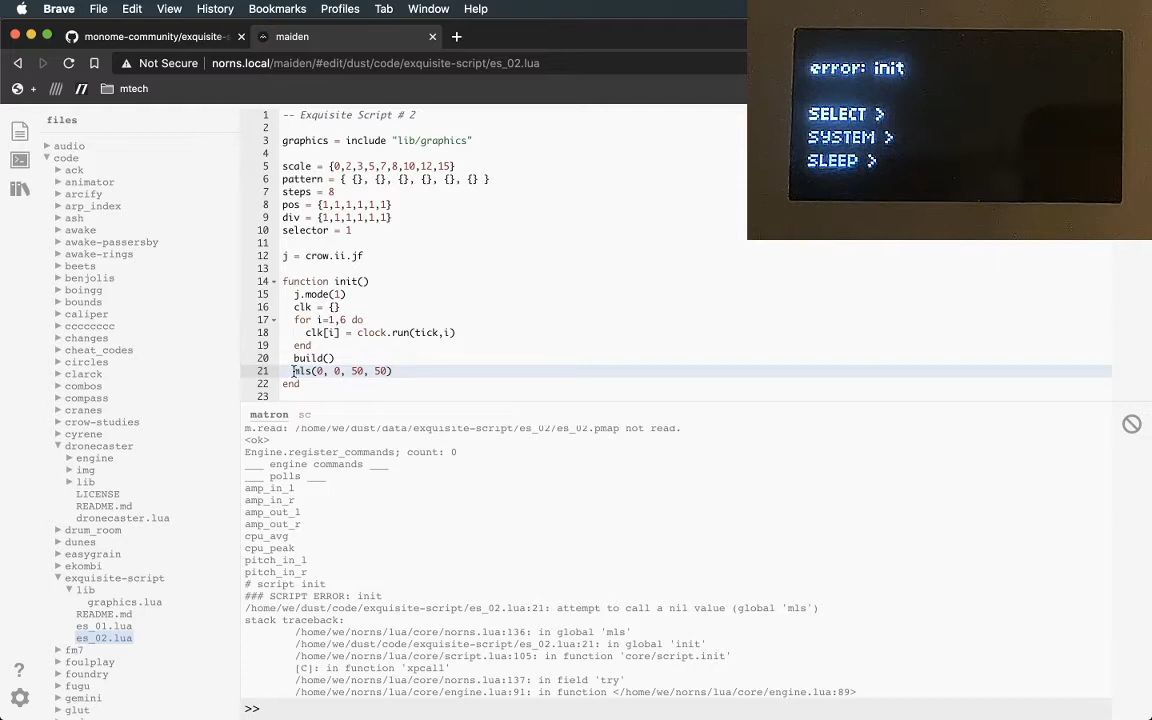 Brave File Edit View History Bookmarks Profiles Tab Window Help
monome-community/exquisite-s
maiden
Not Secure norns.local/maiden/#edit/dust/code/exquisite-script/es_02.lua
mtech
error: init
SELECT >
SYSTEM >
SLEEP >
files
audio
code
ack
animator
arcify
arp_index
ash
awake
awake-passersby
awake-rings
beets
benjolis
boingg
bounds
caliper
cccccccc
changes
cheat_codes
circles
clarck
combos
compass
cranes
crow-studies
cyrene
dronecaster
engine
img
lib
LICENSE
README.md
dronecaster.lua
drum_room
dunes
easygrain
ekombi
exquisite-script
lib
graphics.lua
README.md
es_01.lua
es_02.lua
fm7
foulplay
foundry
fugu
gemini
glut
1 -- Exquisite Script # 2
2
3 graphics = include "lib/graphics"
4
5 scale = {0,2,3,5,7,8,10,12,15}
6 pattern = { {}, {}, {}, {}, {}, {} }
7 steps = 8
8 pos = {1,1,1,1,1,1}
9 div = {1,1,1,1,1,1}
10 selector = 1
11
12 j = crow.ii.jf
13
14 function init()
15 j.mode(1)
16 clk = {}
17 for i=1,6 do
18 clk[i] = clock.run(tick,i)
19 end
20 build()
21 mls(0, 0, 50, 50)
22 end
23
matron sc
m.read: /home/we/dust/data/exquisite-script/es_02/es_02.pmap not read.
<ok>
Engine.register_commands; count: 0
___ engine commands ___
___ polls ___
amp_in_l
amp_in_r
amp_out_l
amp_out_r
cpu_avg
cpu_peak
pitch_in_l
pitch_in_r
# script init
### SCRIPT ERROR: init
/home/we/dust/code/exquisite-script/es_02.lua:21: attempt to call a nil value (global 'mls')
stack traceback:
/home/we/norns/lua/core/norns.lua:136: in global 'mls'
/home/we/dust/code/exquisite-script/es_02.lua:21: in global 'init'
/home/we/norns/lua/core/script.lua:105: in function 'core/script.init'
[C]: in function 'xpcall'
/home/we/norns/lua/core/norns.lua:137: in field 'try'
/home/we/norns/lua/core/engine.lua:91: in function </home/we/norns/lua/core/engine.lua:89>
>>